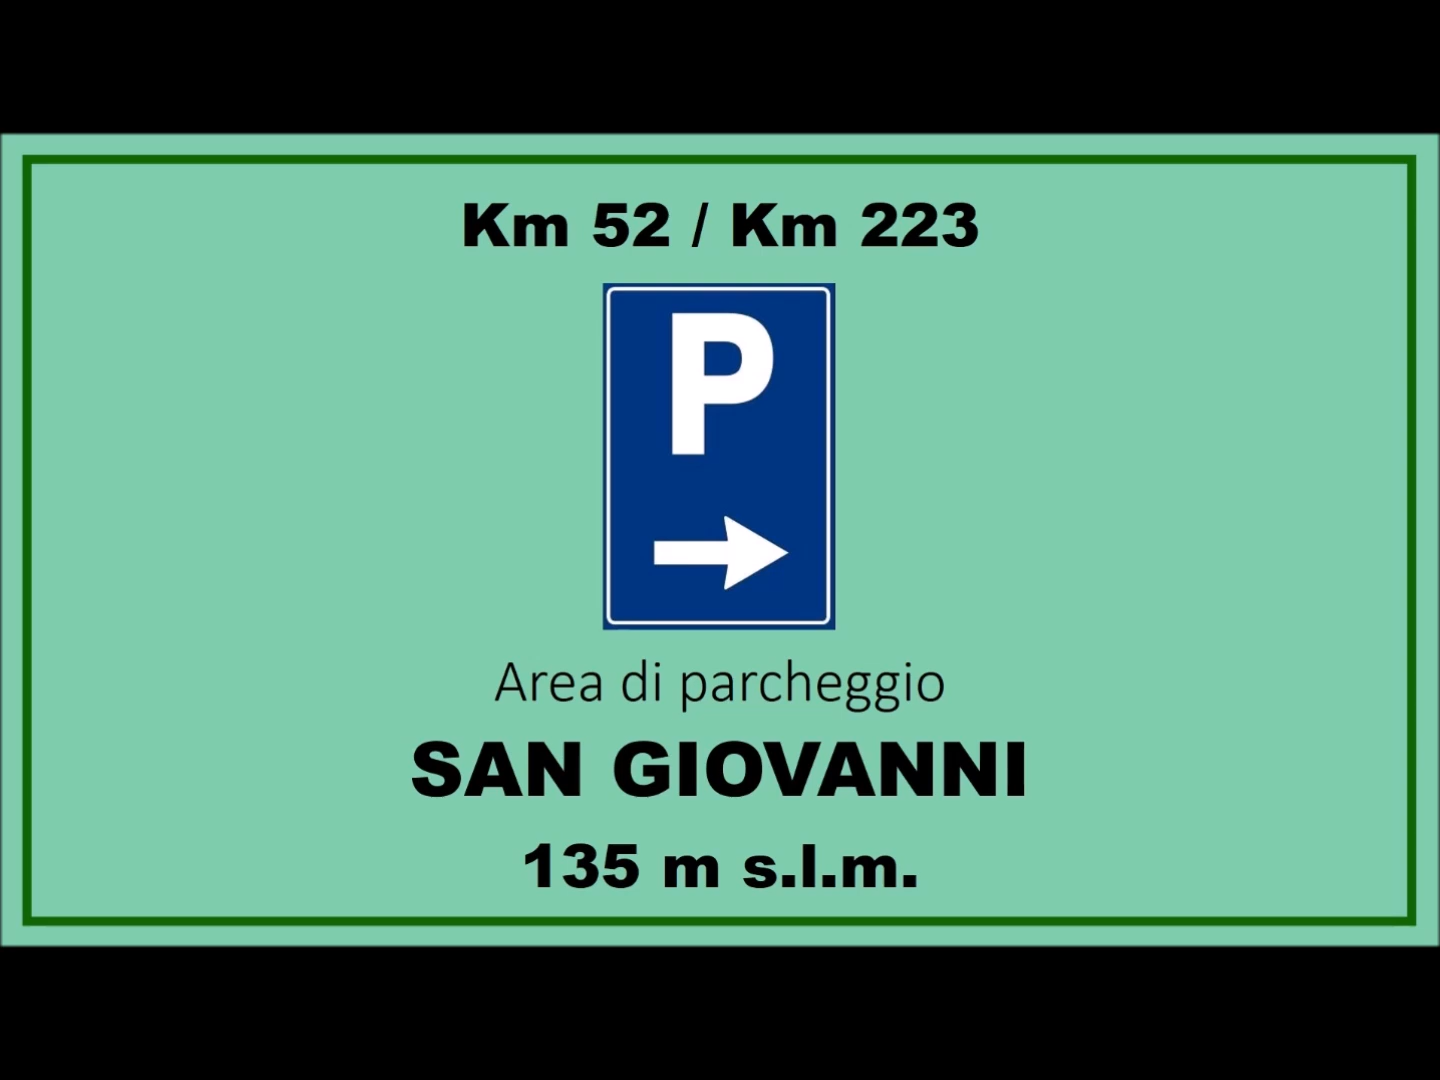 Km 52 / Km 223
P
Area di parcheggio
SAN GIOVANNI
135 m s.l.m.